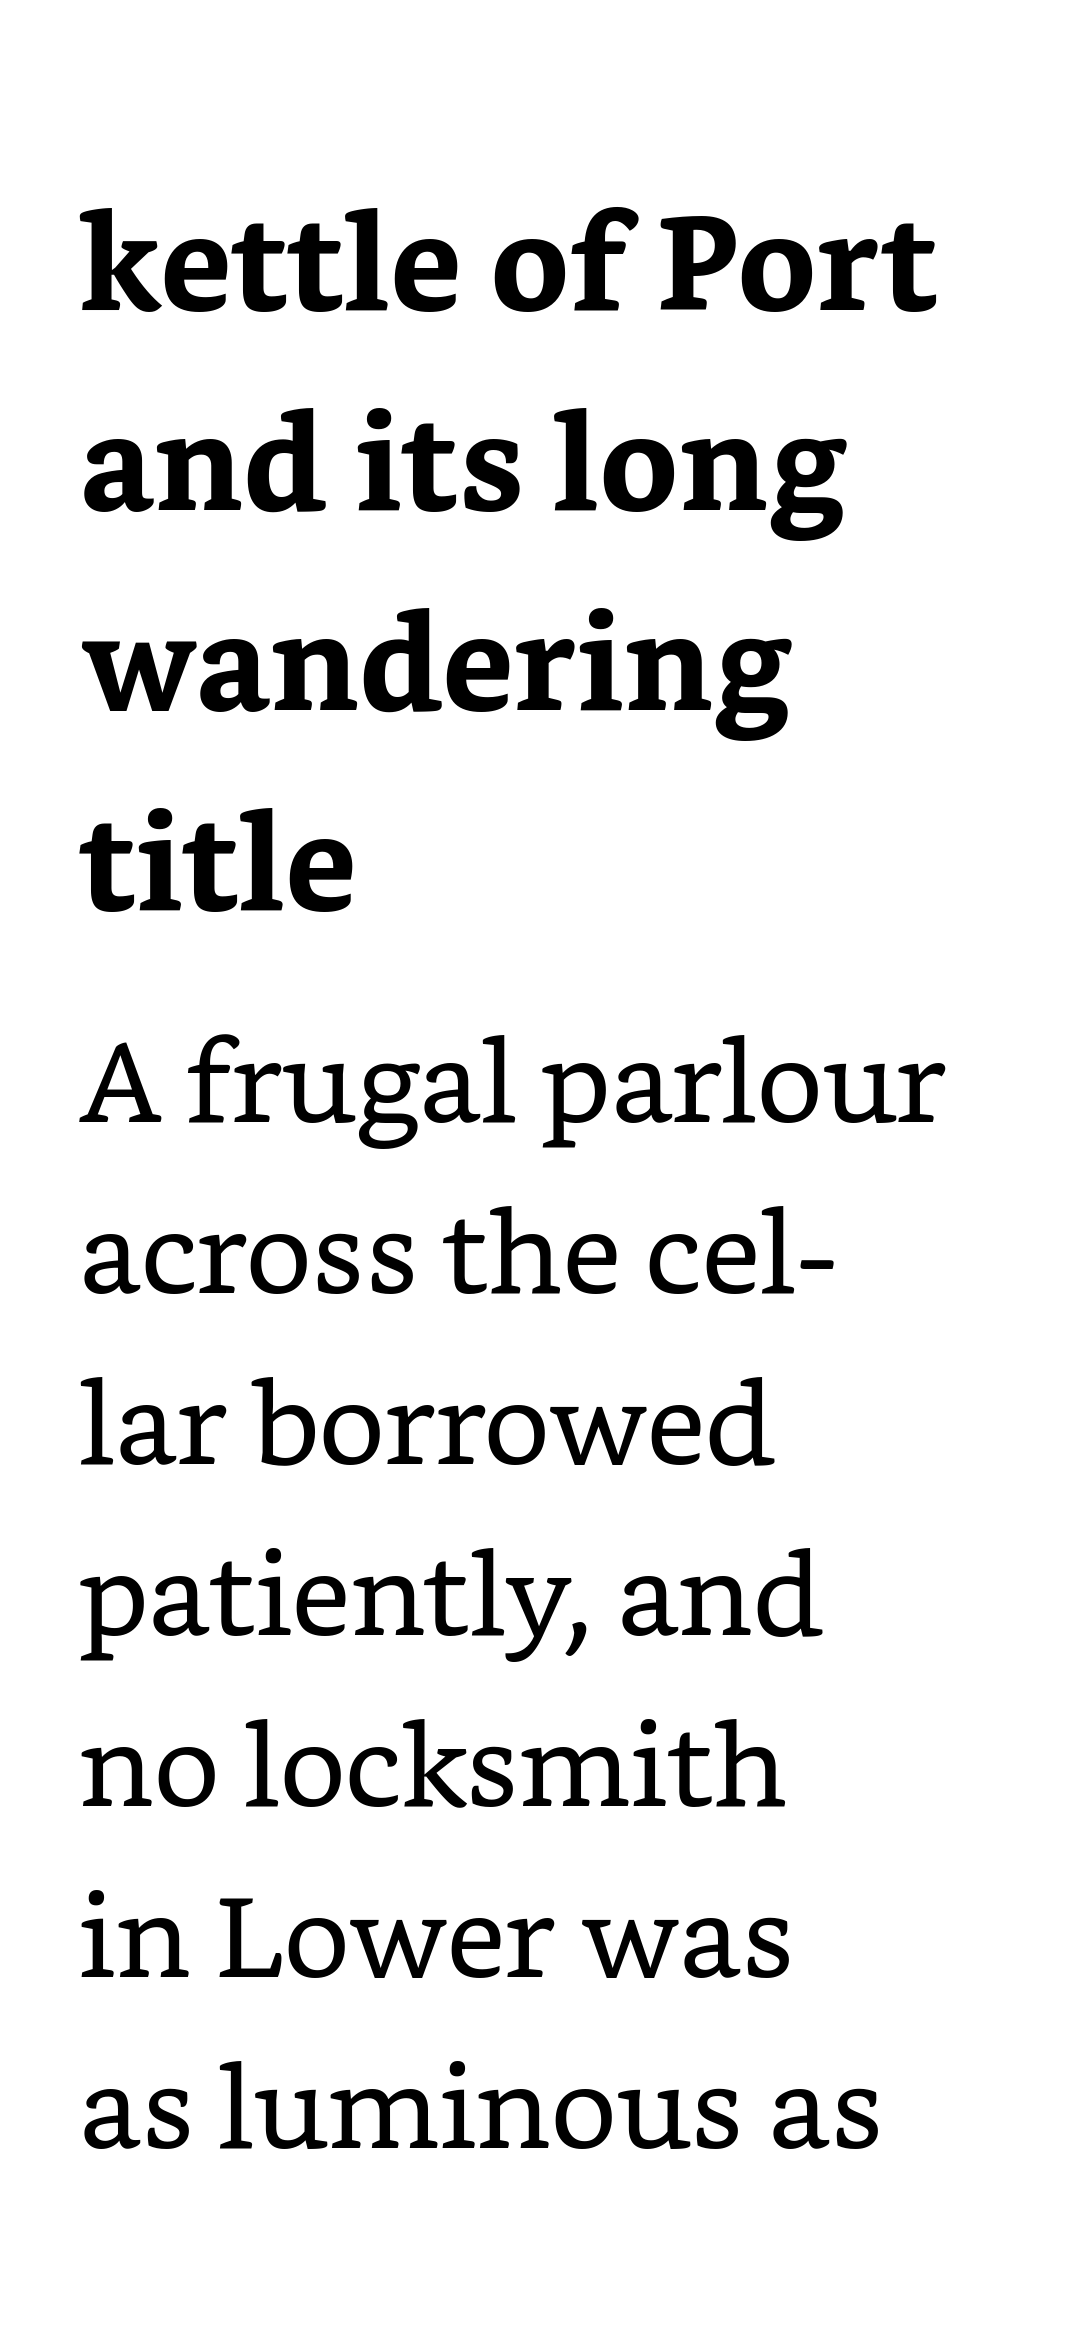 kettle of Port
and its long
wandering
title
A frugal parlour
across the cel-
lar borrowed
patiently, and
no locksmith
in Lower was
as luminous as